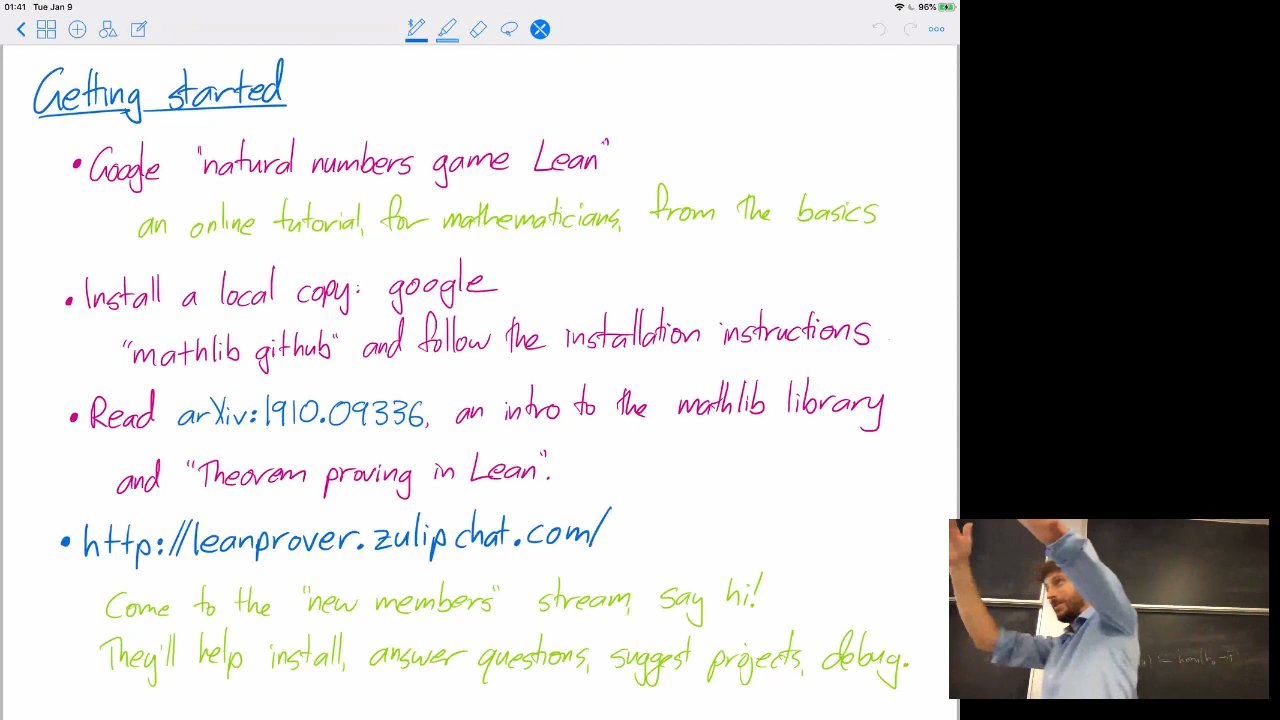 01:41 Tue Jan 9
96%
Getting started
• Google "natural numbers game Lean"
an online tutorial, for mathematicians, from the basics
• Install a local copy: google
"mathlib github" and follow the installation instructions
• Read arXiv:1910.09336, an intro to the mathlib library
and "Theorem proving in Lean".
• http://leanprover.zulipchat.com/
Come to the "new members" stream, say hi!
They'll help install, answer questions, suggest projects, debug.